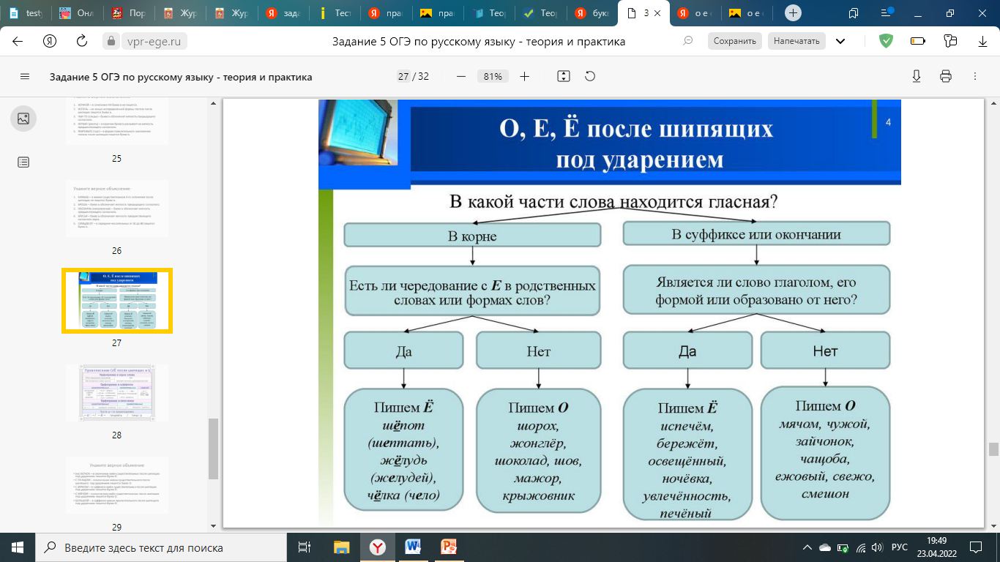 testy
Онл
Пор
Жур
Жур
зада
Тест
праі
праі
Теор
Теор
букв
З
о е ё
о е ё
vpr-ege.ru
Задание 5 ОГЭ по русскому языку - теория и практика
Сохранить
Напечатать
Задание 5 ОГЭ по русскому языку - теория и практика
27 / 32
81%
25
Укажите верное объяснение
26
27
28
Укажите верное объяснение
29
О, Е, Ё после шипящих
под ударением
4
В какой части слова находится гласная?
В корне
В суффиксе или окончании
Есть ли чередование с Е в родственных
словах или формах слов?
Является ли слово глаголом, его
формой или образовано от него?
Да
Нет
Да
Нет
Пишем Ё
шёпот
(шептать),
жёлудь
(желудей),
чёлка (чело)
Пишем О
шорох,
жонглёр,
шоколад, шов,
мажор,
крыжовник
Пишем Ё
испечём,
бережёт,
освещённый,
ночёвка,
увлечённость,
печёный
Пишем О
мячом, чужой,
зайчонок,
чащоба,
ежовый, свежо,
смешон
Введите здесь текст для поиска
РУС
19:49
23.04.2022